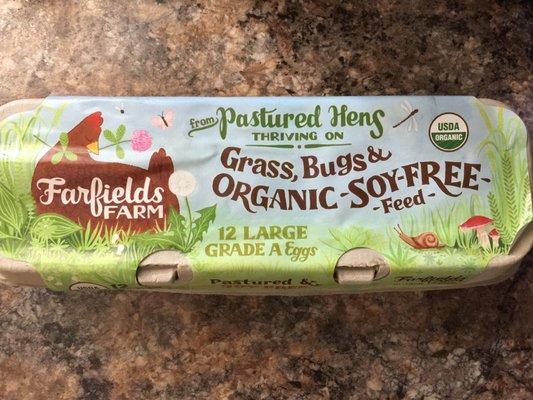 from Pastured Hens
THRIVING ON
Grass, Bugs &
ORGANIC-SOY-FREE-
-Feed-
USDA
ORGANIC
Farfields
FARM
12 LARGE
GRADE A Eggs
Pastured &
Farfields